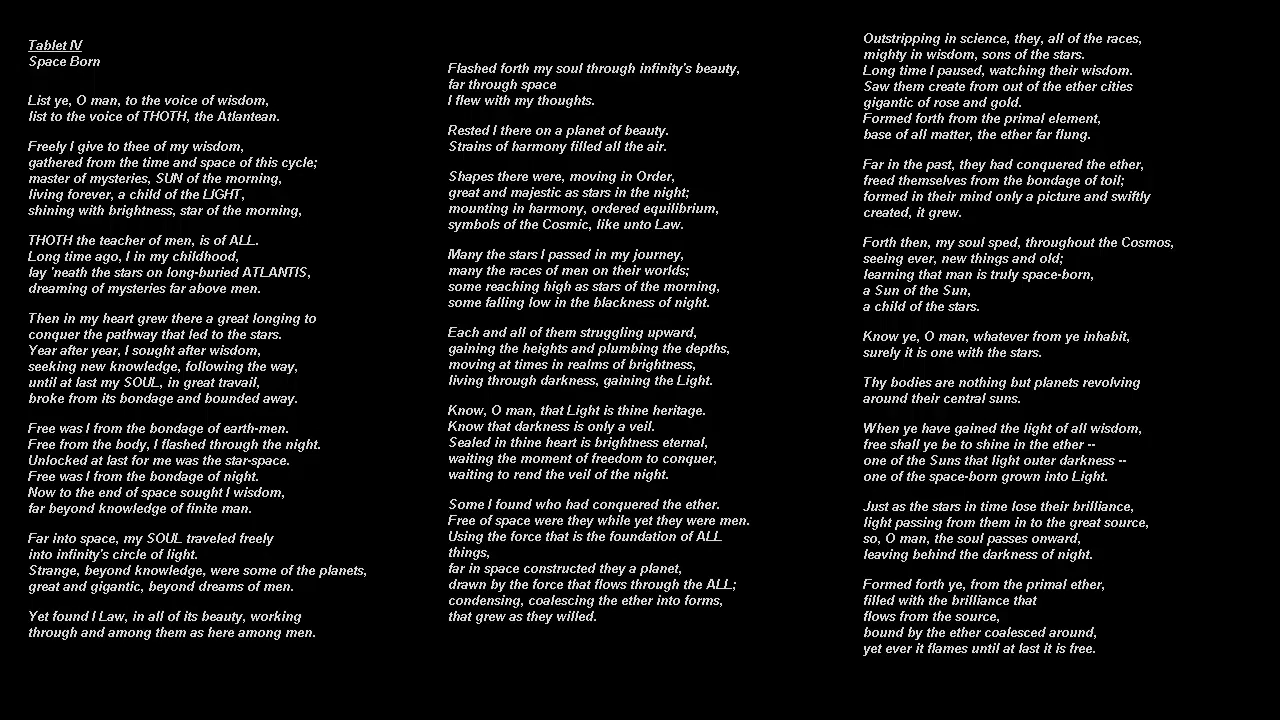 Tablet IV
Space Born
List ye, O man, to the voice of wisdom,
list to the voice of THOTH, the Atlantean.
Freely I give to thee of my wisdom,
gathered from the time and space of this cycle;
master of mysteries, SUN of the morning,
living forever, a child of the LIGHT,
shining with brightness, star of the morning,
THOTH the teacher of men, is of ALL.
Long time ago, I in my childhood,
lay 'neath the stars on long-buried ATLANTIS,
dreaming of mysteries far above men.
Then in my heart grew there a great longing to
conquer the pathway that led to the stars.
Year after year, I sought after wisdom,
seeking new knowledge, following the way,
until at last my SOUL, in great travail,
broke from its bondage and bounded away.
Free was I from the bondage of earth-men.
Free from the body, I flashed through the night.
Unlocked at last for me was the star-space.
Free was I from the bondage of night.
Now to the end of space sought I wisdom,
far beyond knowledge of finite man.
Far into space, my SOUL traveled freely
into infinity's circle of light.
Strange, beyond knowledge, were some of the planets,
great and gigantic, beyond dreams of men.
Yet found I Law, in all of its beauty, working
through and among them as here among men.
Flashed forth my soul through infinity's beauty,
far through space
I flew with my thoughts.
Rested I there on a planet of beauty.
Strains of harmony filled all the air.
Shapes there were, moving in Order,
great and majestic as stars in the night;
mounting in harmony, ordered equilibrium,
symbols of the Cosmic, like unto Law.
Many the stars I passed in my journey,
many the races of men on their worlds;
some reaching high as stars of the morning,
some falling low in the blackness of night.
Each and all of them struggling upward,
gaining the heights and plumbing the depths,
moving at times in realms of brightness,
living through darkness, gaining the Light.
Know, O man, that Light is thine heritage.
Know that darkness is only a veil.
Sealed in thine heart is brightness eternal,
waiting the moment of freedom to conquer,
waiting to rend the veil of the night.
Some I found who had conquered the ether.
Free of space were they while yet they were men.
Using the force that is the foundation of ALL
things,
far in space constructed they a planet,
drawn by the force that flows through the ALL;
condensing, coalescing the ether into forms,
that grew as they willed.
Outstripping in science, they, all of the races,
mighty in wisdom, sons of the stars.
Long time I paused, watching their wisdom.
Saw them create from out of the ether cities
gigantic of rose and gold.
Formed forth from the primal element,
base of all matter, the ether far flung.
Far in the past, they had conquered the ether,
freed themselves from the bondage of toil;
formed in their mind only a picture and swiftly
created, it grew.
Forth then, my soul sped, throughout the Cosmos,
seeing ever, new things and old;
learning that man is truly space-born,
a Sun of the Sun,
a child of the stars.
Know ye, O man, whatever from ye inhabit,
surely it is one with the stars.
Thy bodies are nothing but planets revolving
around their central suns.
When ye have gained the light of all wisdom,
free shall ye be to shine in the ether --
one of the Suns that light outer darkness --
one of the space-born grown into Light.
Just as the stars in time lose their brilliance,
light passing from them in to the great source,
so, O man, the soul passes onward,
leaving behind the darkness of night.
Formed forth ye, from the primal ether,
filled with the brilliance that
flows from the source,
bound by the ether coalesced around,
yet ever it flames until at last it is free.